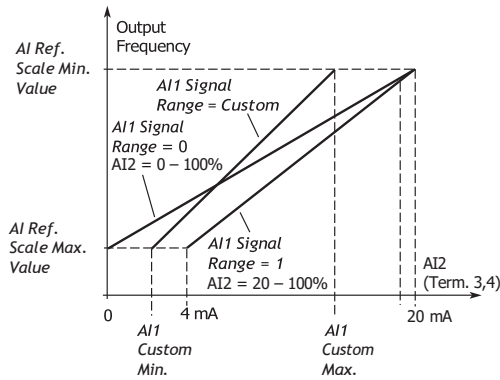 Output
Frequency
AI Ref.
Scale Min.
Value
AI1 Signal
Range = Custom
AI1 Signal
Range = 0
AI2 = 0 – 100%
AI Ref.
Scale Max.
Value
AI1 Signal
Range = 1
AI2 = 20 – 100%
AI2
(Term. 3,4)
0
4 mA
20 mA
AI1
Custom
Min.
AI1
Custom
Max.